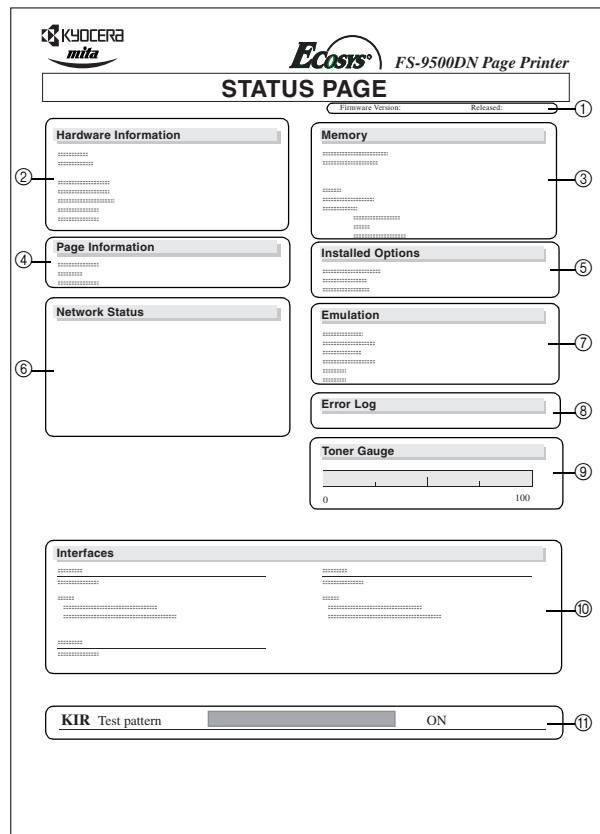 KYOCERA
mita
ECOSYS
FS-9500DN Page Printer
STATUS PAGE
Firmware Version: Released:
①
Hardware Information
②
Memory
③
Page Information
④
Installed Options
⑤
Network Status
⑥
Emulation
⑦
Error Log
⑧
Toner Gauge
0 100
⑨
Interfaces
⑩
KIR Test pattern ON
⑪